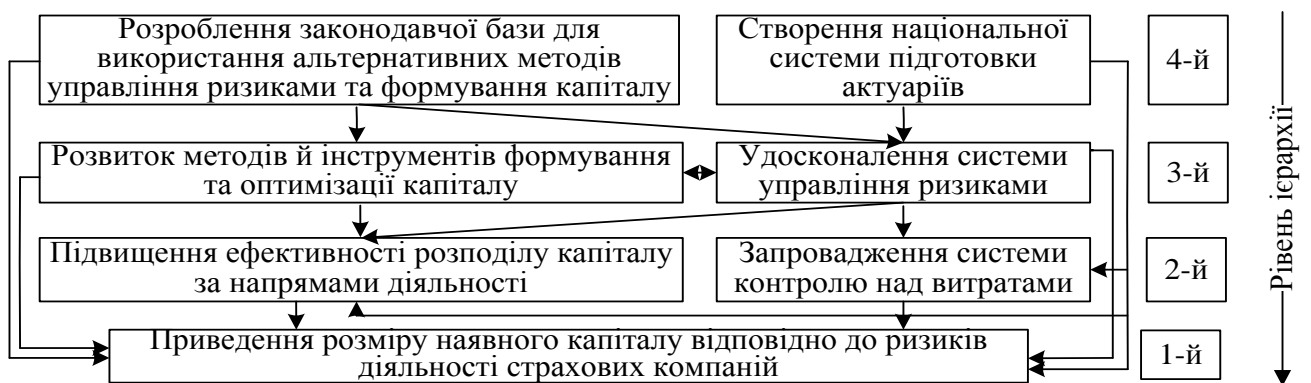 Розроблення законодавчої бази для
використання альтернативних методів
управління ризиками та формування капіталу
Створення національної
системи підготовки
актуаріїв
4-й
Розвиток методів й інструментів формування
та оптимізації капіталу
Удосконалення системи
управління ризиками
3-й
Підвищення ефективності розподілу капіталу
за напрямами діяльності
Запровадження системи
контролю над витратами
2-й
Приведення розміру наявного капіталу відповідно до ризиків
діяльності страхових компаній
1-й
Рівень ієрархії